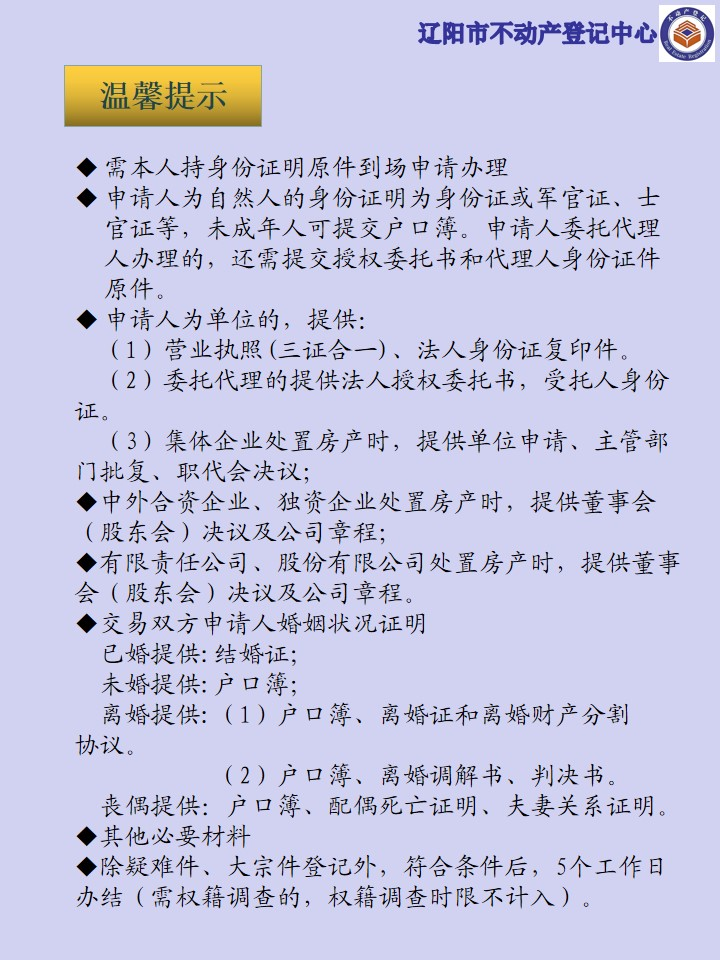 辽阳市不动产登记中心
不动产登记
Real Estate Registration
温馨提示
◆ 需本人持身份证明原件到场申请办理
◆ 申请人为自然人的身份证明为身份证或军官证、士
官证等，未成年人可提交户口簿。申请人委托代理
人办理的，还需提交授权委托书和代理人身份证件
原件。
◆ 申请人为单位的，提供：
（1）营业执照(三证合一)、法人身份证复印件。
（2）委托代理的提供法人授权委托书，受托人身份
证。
（3）集体企业处置房产时，提供单位申请、主管部
门批复、职代会决议；
◆中外合资企业、独资企业处置房产时，提供董事会
（股东会）决议及公司章程；
◆有限责任公司、股份有限公司处置房产时，提供董事
会（股东会）决议及公司章程。
◆交易双方申请人婚姻状况证明
已婚提供：结婚证；
未婚提供：户口簿；
离婚提供：（1）户口簿、离婚证和离婚财产分割
协议。
（2）户口簿、离婚调解书、判决书。
丧偶提供：户口簿、配偶死亡证明、夫妻关系证明。
◆其他必要材料
◆除疑难件、大宗件登记外，符合条件后，5个工作日
办结（需权籍调查的，权籍调查时限不计入）。